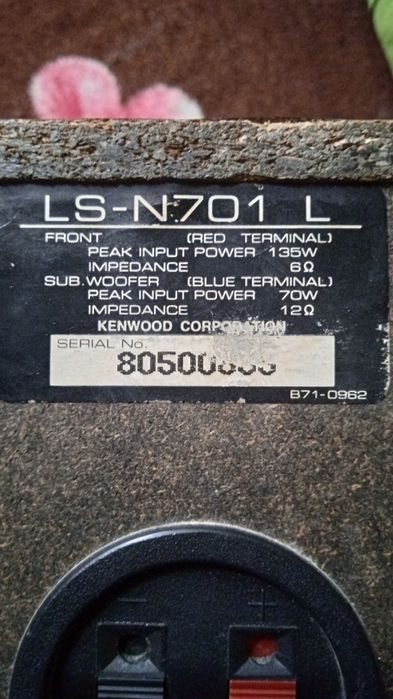 LS-N701 L
FRONT (RED TERMINAL)
PEAK INPUT POWER 135W
IMPEDANCE 6Ω
SUB.WOOFER (BLUE TERMINAL)
PEAK INPUT POWER 70W
IMPEDANCE 12Ω
KENWOOD CORPORATION
SERIAL No.
B71-0962
- +